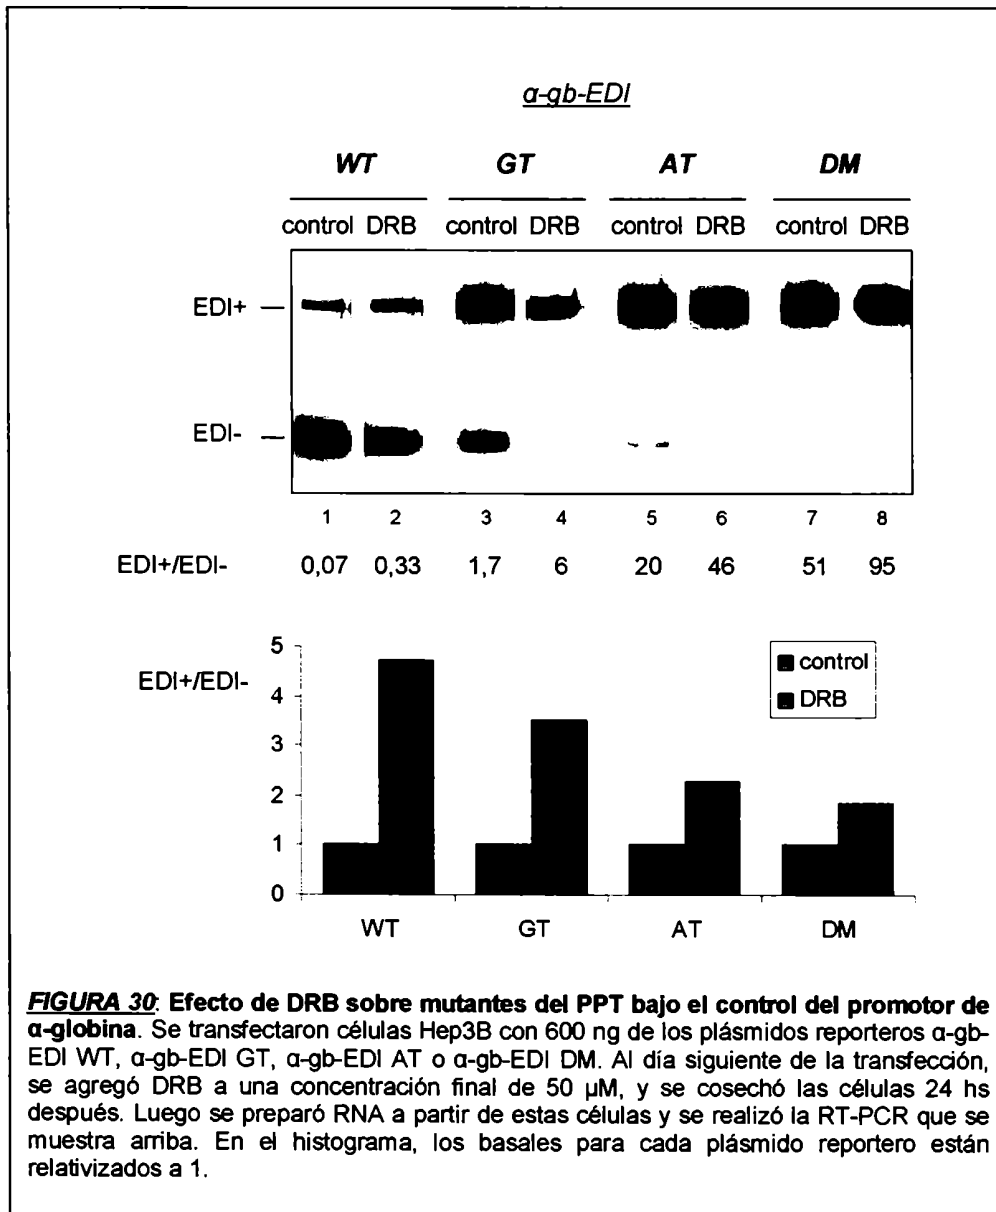 α-gb-EDI
WT GT AT DM
control DRB control DRB control DRB control DRB
EDI+
EDI-
1 2 3 4 5 6 7 8
EDI+/EDI- 0,07 0,33 1,7 6 20 46 51 95
EDI+/EDI-
5
4
3
2
1
0
control
DRB
WT GT AT DM
FIGURA 30: Efecto de DRB sobre mutantes del PPT bajo el control del promotor de
α-globina. Se transfectaron células Hep3B con 600 ng de los plásmidos reporteros α-gb-
EDI WT, α-gb-EDI GT, α-gb-EDI AT o α-gb-EDI DM. Al día siguiente de la transfección,
se agregó DRB a una concentración final de 50 µM, y se cosechó las células 24 hs
después. Luego se preparó RNA a partir de estas células y se realizó la RT-PCR que se
muestra arriba. En el histograma, los basales para cada plásmido reportero están
relativizados a 1.